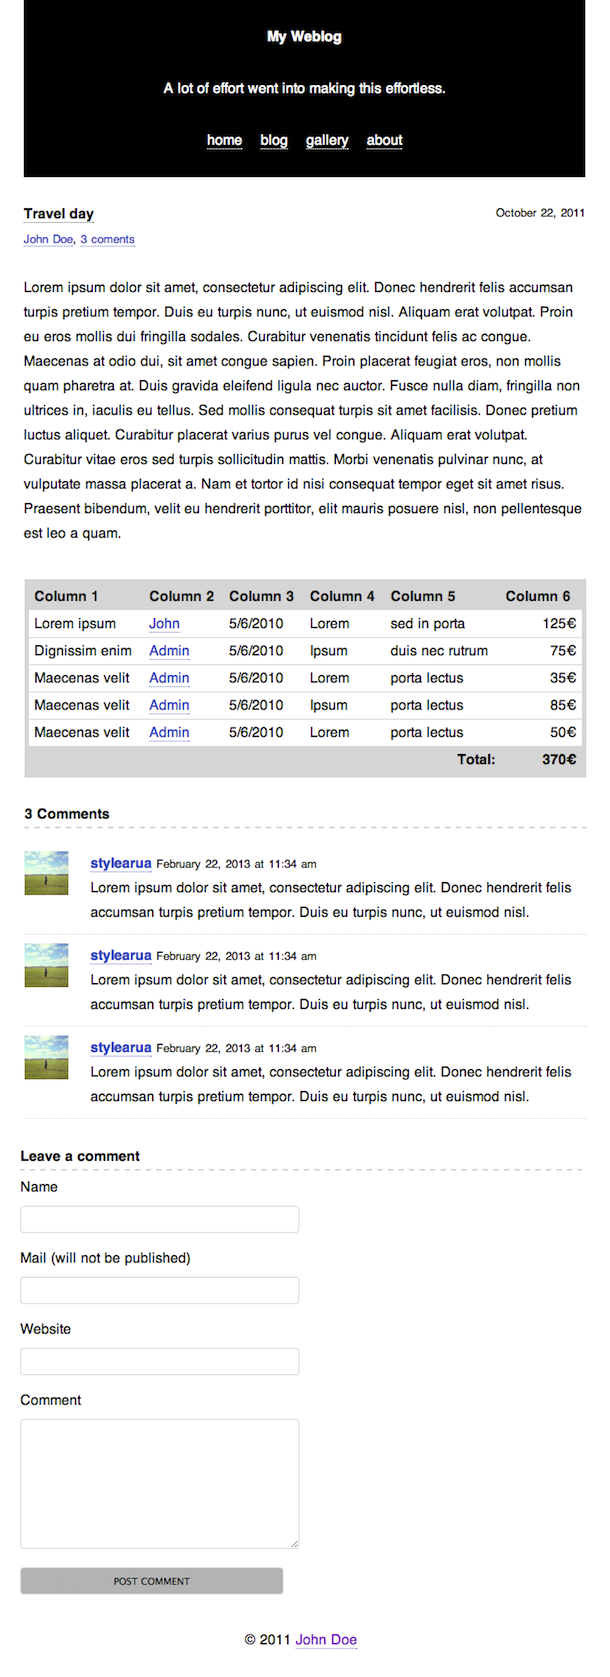 My Weblog
A lot of effort went into making this effortless.
home blog gallery about
Travel day October 22, 2011
John Doe, 3 coments
Lorem ipsum dolor sit amet, consectetur adipiscing elit. Donec hendrerit felis accumsan
turpis pretium tempor. Duis eu turpis nunc, ut euismod nisl. Aliquam erat volutpat. Proin
eu eros mollis dui fringilla sodales. Curabitur venenatis tincidunt felis ac congue.
Maecenas at odio dui, sit amet congue sapien. Proin placerat feugiat eros, non mollis
quam pharetra at. Duis gravida eleifend ligula nec auctor. Fusce nulla diam, fringilla non
ultrices in, iaculis eu tellus. Sed mollis consequat turpis sit amet facilisis. Donec pretium
luctus aliquet. Curabitur placerat varius purus vel congue. Aliquam erat volutpat.
Curabitur vitae eros sed turpis sollicitudin mattis. Morbi venenatis pulvinar nunc, at
vulputate massa placerat a. Nam et tortor id nisi consequat tempor eget sit amet risus.
Praesent bibendum, velit eu hendrerit porttitor, elit mauris posuere nisl, non pellentesque
est leo a quam.
Column 1 Column 2 Column 3 Column 4 Column 5 Column 6
Lorem ipsum John 5/6/2010 Lorem sed in porta 125€
Dignissim enim Admin 5/6/2010 Ipsum duis nec rutrum 75€
Maecenas velit Admin 5/6/2010 Lorem porta lectus 35€
Maecenas velit Admin 5/6/2010 Ipsum porta lectus 85€
Maecenas velit Admin 5/6/2010 Lorem porta lectus 50€
Total: 370€
3 Comments
stylearua February 22, 2013 at 11:34 am
Lorem ipsum dolor sit amet, consectetur adipiscing elit. Donec hendrerit felis
accumsan turpis pretium tempor. Duis eu turpis nunc, ut euismod nisl.
stylearua February 22, 2013 at 11:34 am
Lorem ipsum dolor sit amet, consectetur adipiscing elit. Donec hendrerit felis
accumsan turpis pretium tempor. Duis eu turpis nunc, ut euismod nisl.
stylearua February 22, 2013 at 11:34 am
Lorem ipsum dolor sit amet, consectetur adipiscing elit. Donec hendrerit felis
accumsan turpis pretium tempor. Duis eu turpis nunc, ut euismod nisl.
Leave a comment
Name
Mail (will not be published)
Website
Comment
POST COMMENT
© 2011 John Doe